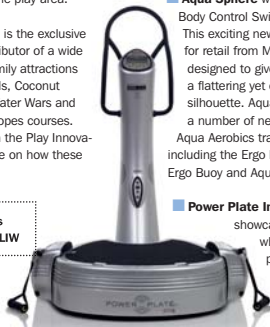 the play area.
is the exclusive
butor of a wide
mily attractions
ls, Coconut
ater Wars and
opes courses.
the Play Innova-
e on how these
s
LIW
Aqua Sphere
Body Control Swi
This exciting new
for retail from M
designed to give
a flattering yet c
silhouette. Aqua
a number of ne
Aqua Aerobics tra
including the Ergo
Ergo Buoy and Aqu
Power Plate In
showca
wh
p
POWER PLATE